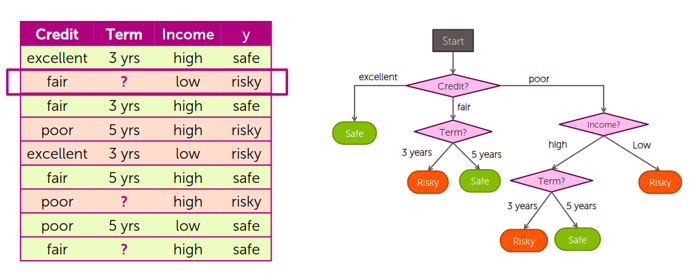 Credit Term Income y
excellent 3 yrs high safe
fair ? low risky
fair 3 yrs high safe
poor 5 yrs high risky
excellent 3 yrs low risky
fair 5 yrs high safe
poor ? high risky
poor 5 yrs low safe
fair ? high safe
Start
excellent
Credit?
poor
fair
Safe
Term?
Income?
3 years
5 years
high
Low
Risky
Safe
Term?
Risky
3 years
5 years
Risky
Safe